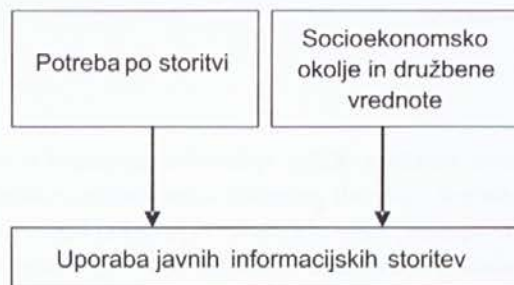 Potreba po storitvi
Socioekonomsko
okolje in družbene
vrednote
Uporaba javnih informacijskih storitev